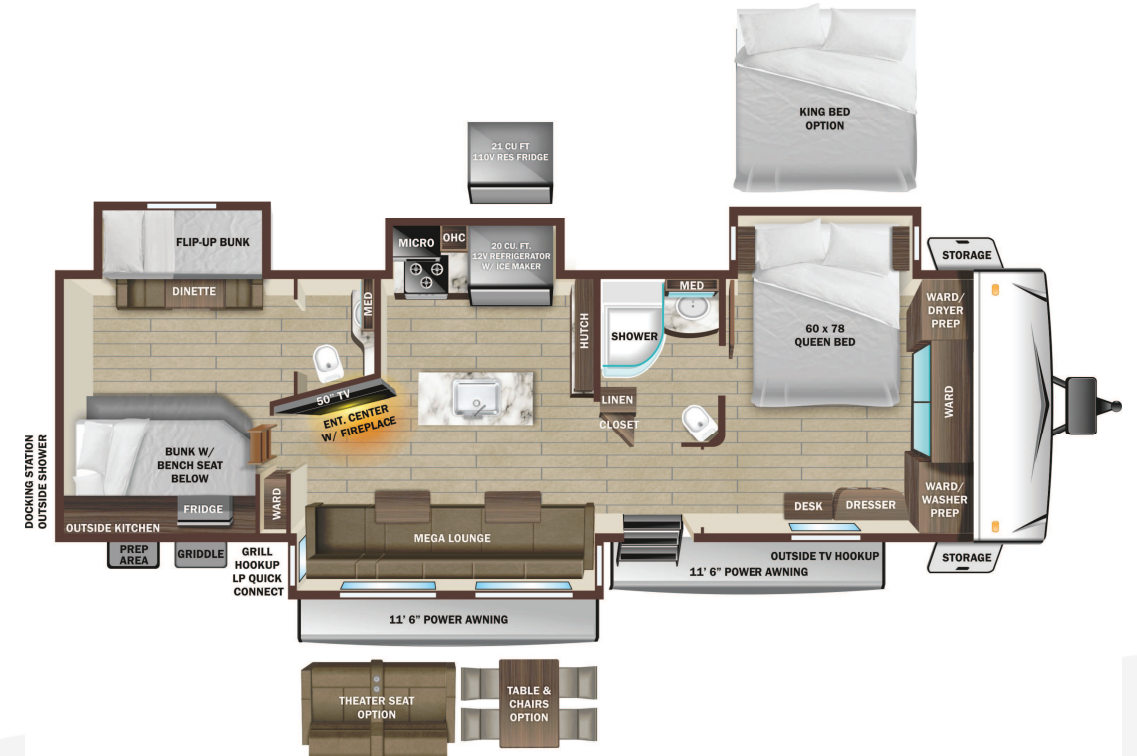 KING BED
OPTION
21 CU FT
110V RES FRIDGE
FLIP-UP BUNK
DINETTE
MED
MICRO
OHC
20 CU. FT.
12V REFRIGERATOR
W/ ICE MAKER
HUTCH
SHOWER
MED
60 x 78
QUEEN BED
STORAGE
WARD/
DRYER
PREP
WARD
WARD/
WASHER
PREP
STORAGE
50" TV
ENT. CENTER
W/ FIREPLACE
LINEN
CLOSET
BUNK W/
BENCH SEAT
BELOW
FRIDGE
WARD
DOCKING STATION
OUTSIDE SHOWER
OUTSIDE KITCHEN
PREP
AREA
GRIDDLE
GRILL
HOOKUP
LP QUICK
CONNECT
MEGA LOUNGE
DESK
DRESSER
OUTSIDE TV HOOKUP
11' 6" POWER AWNING
11' 6" POWER AWNING
THEATER SEAT
OPTION
TABLE &
CHAIRS
OPTION